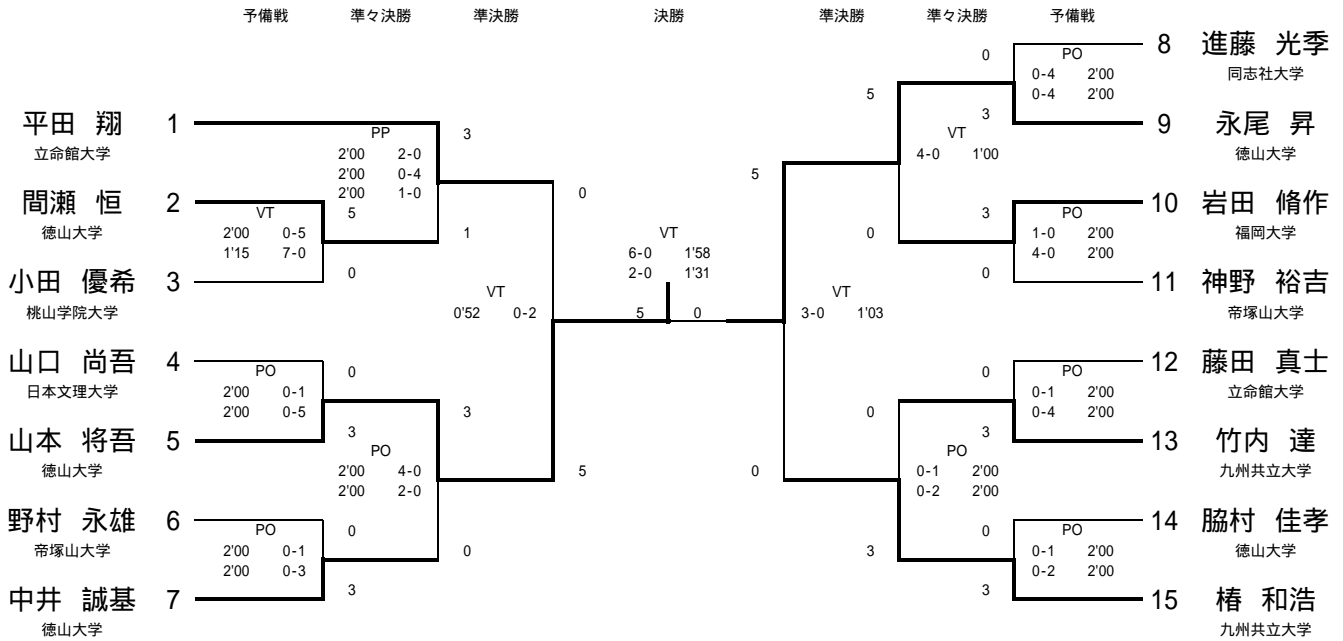 予備戦 準々決勝 準決勝 決勝 準決勝 準々決勝 予備戦
平田 翔 1
立命館大学
間瀬 恒 2
徳山大学
小田 優希 3
桃山学院大学
山口 尚吾 4
日本文理大学
山本 将吾 5
徳山大学
野村 永雄 6
帝塚山大学
中井 誠基 7
徳山大学
VT
2'00 0-5
1'15 7-0
5
0
PO
2'00 0-1
2'00 0-5
0
3
PO
2'00 0-1
2'00 0-3
0
3
PP
2'00 2-0
2'00 0-4
2'00 1-0
3
1
PO
2'00 4-0
2'00 2-0
3
0
VT
0'52 0-2
0
5
VT
6-0 1'58
2-0 1'31
5 0
5
0
VT
3-0 1'03
5
0
VT
4-0 1'00
0
3
PO
0-1 2'00
0-2 2'00
0
3
PO
0-4 2'00
0-4 2'00
3
0
PO
1-0 2'00
4-0 2'00
0
3
PO
0-1 2'00
0-4 2'00
0
3
PO
0-1 2'00
0-2 2'00
8 進藤 光季
同志社大学
9 永尾 昇
徳山大学
10 岩田 脩作
福岡大学
11 神野 裕吉
帝塚山大学
12 藤田 真士
立命館大学
13 竹内 達
九州共立大学
14 脇村 佳孝
徳山大学
15 椿 和浩
九州共立大学